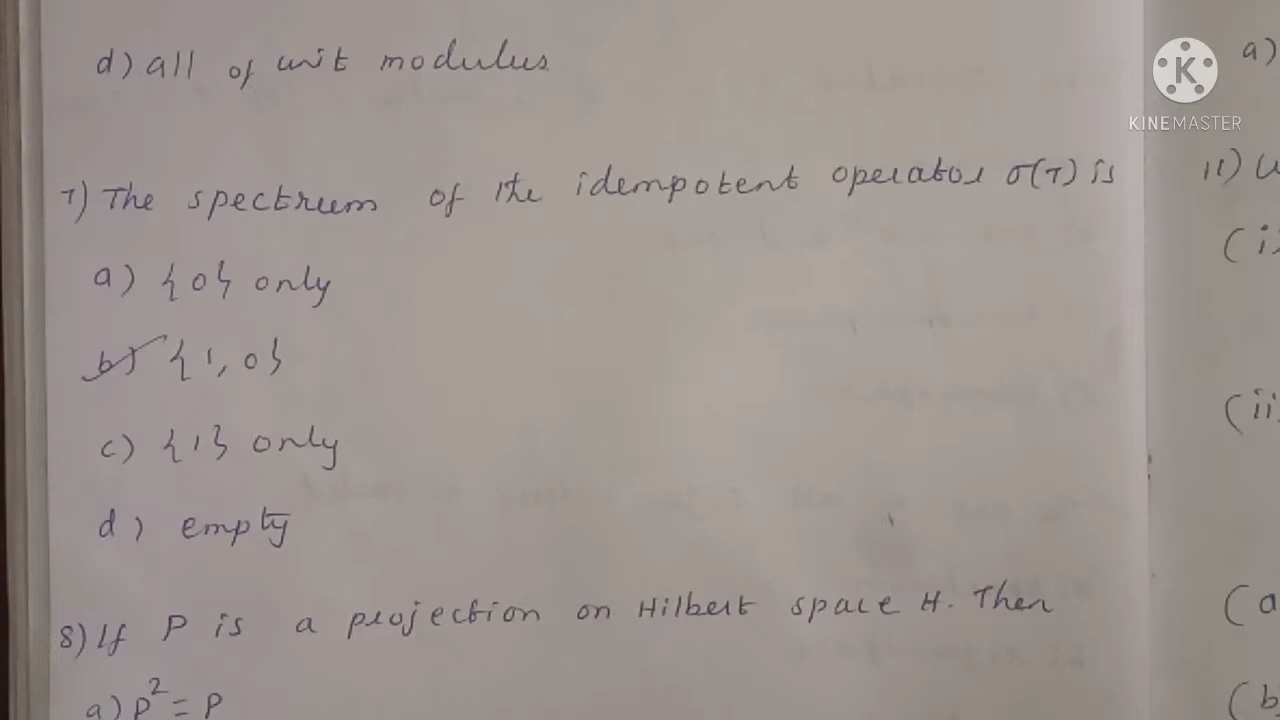 d) all of unit modulus
a)
K
KINEMASTER
7) The spectrum of the idempotent operator σ(T) is
a) {0} only
b) {1, 0}
c) {1} only
d) empty
8) If P is a projection on Hilbert space H. Then
a) P² = P
11)
(i)
(ii
(a
(b